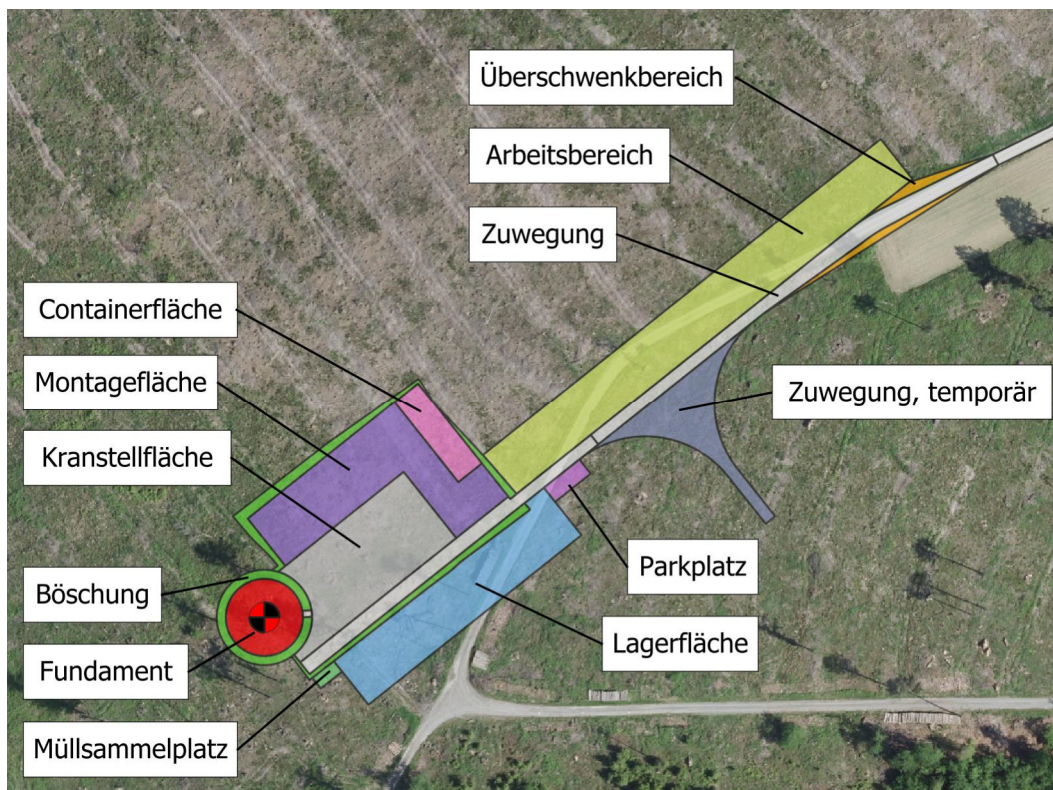 Überschwenkbereich
Arbeitsbereich
Zuwegung
Containerfläche
Montagefläche
Zuwegung, temporär
Kranstellfläche
Parkplatz
Böschung
Lagerfläche
Fundament
Müllsammelplatz